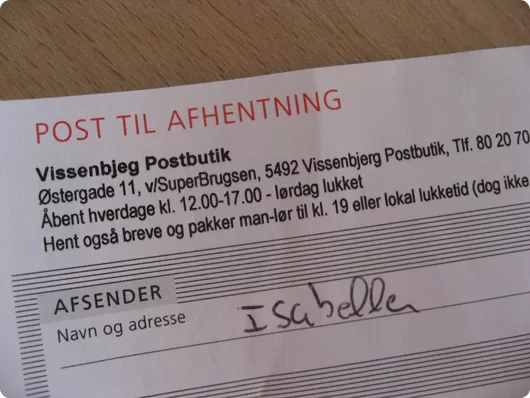 POST TIL AFHENTNING
Vissenbjeg Postbutik
Østergade 11, v/SuperBrugsen, 5492 Vissenbjerg Postbutik, Tlf. 80 20 70
Åbent hverdage kl. 12.00-17.00 - lørdag lukket
Hent også breve og pakker man-lør til kl. 19 eller lokal lukketid (dog ikke
AFSENDER
Navn og adresse Isabella